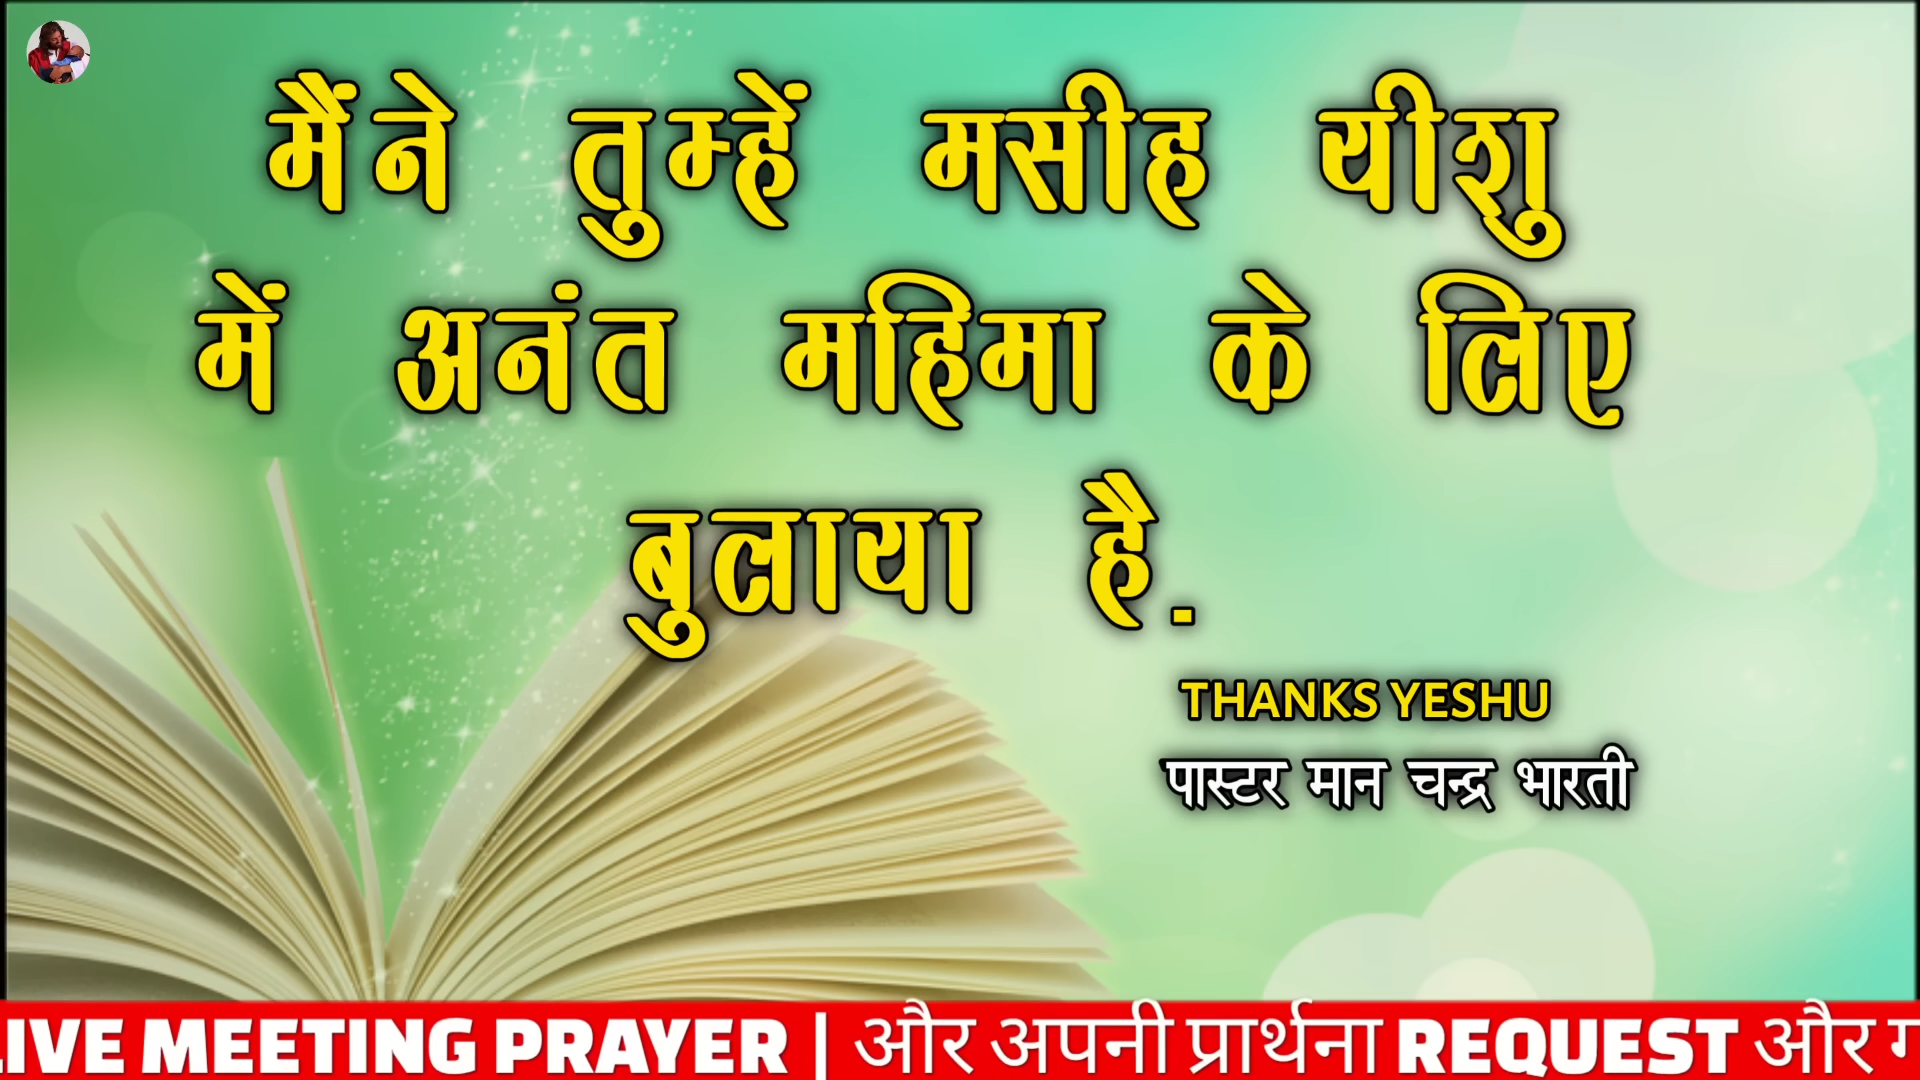 मैंने तुम्हें मसीह यीशु
में अनंत महिमा के लिए
बुलाया है.
THANKS YESHU
पास्टर मान चन्द्र भारती
LIVE MEETING PRAYER | और अपनी प्रार्थना REQUEST और